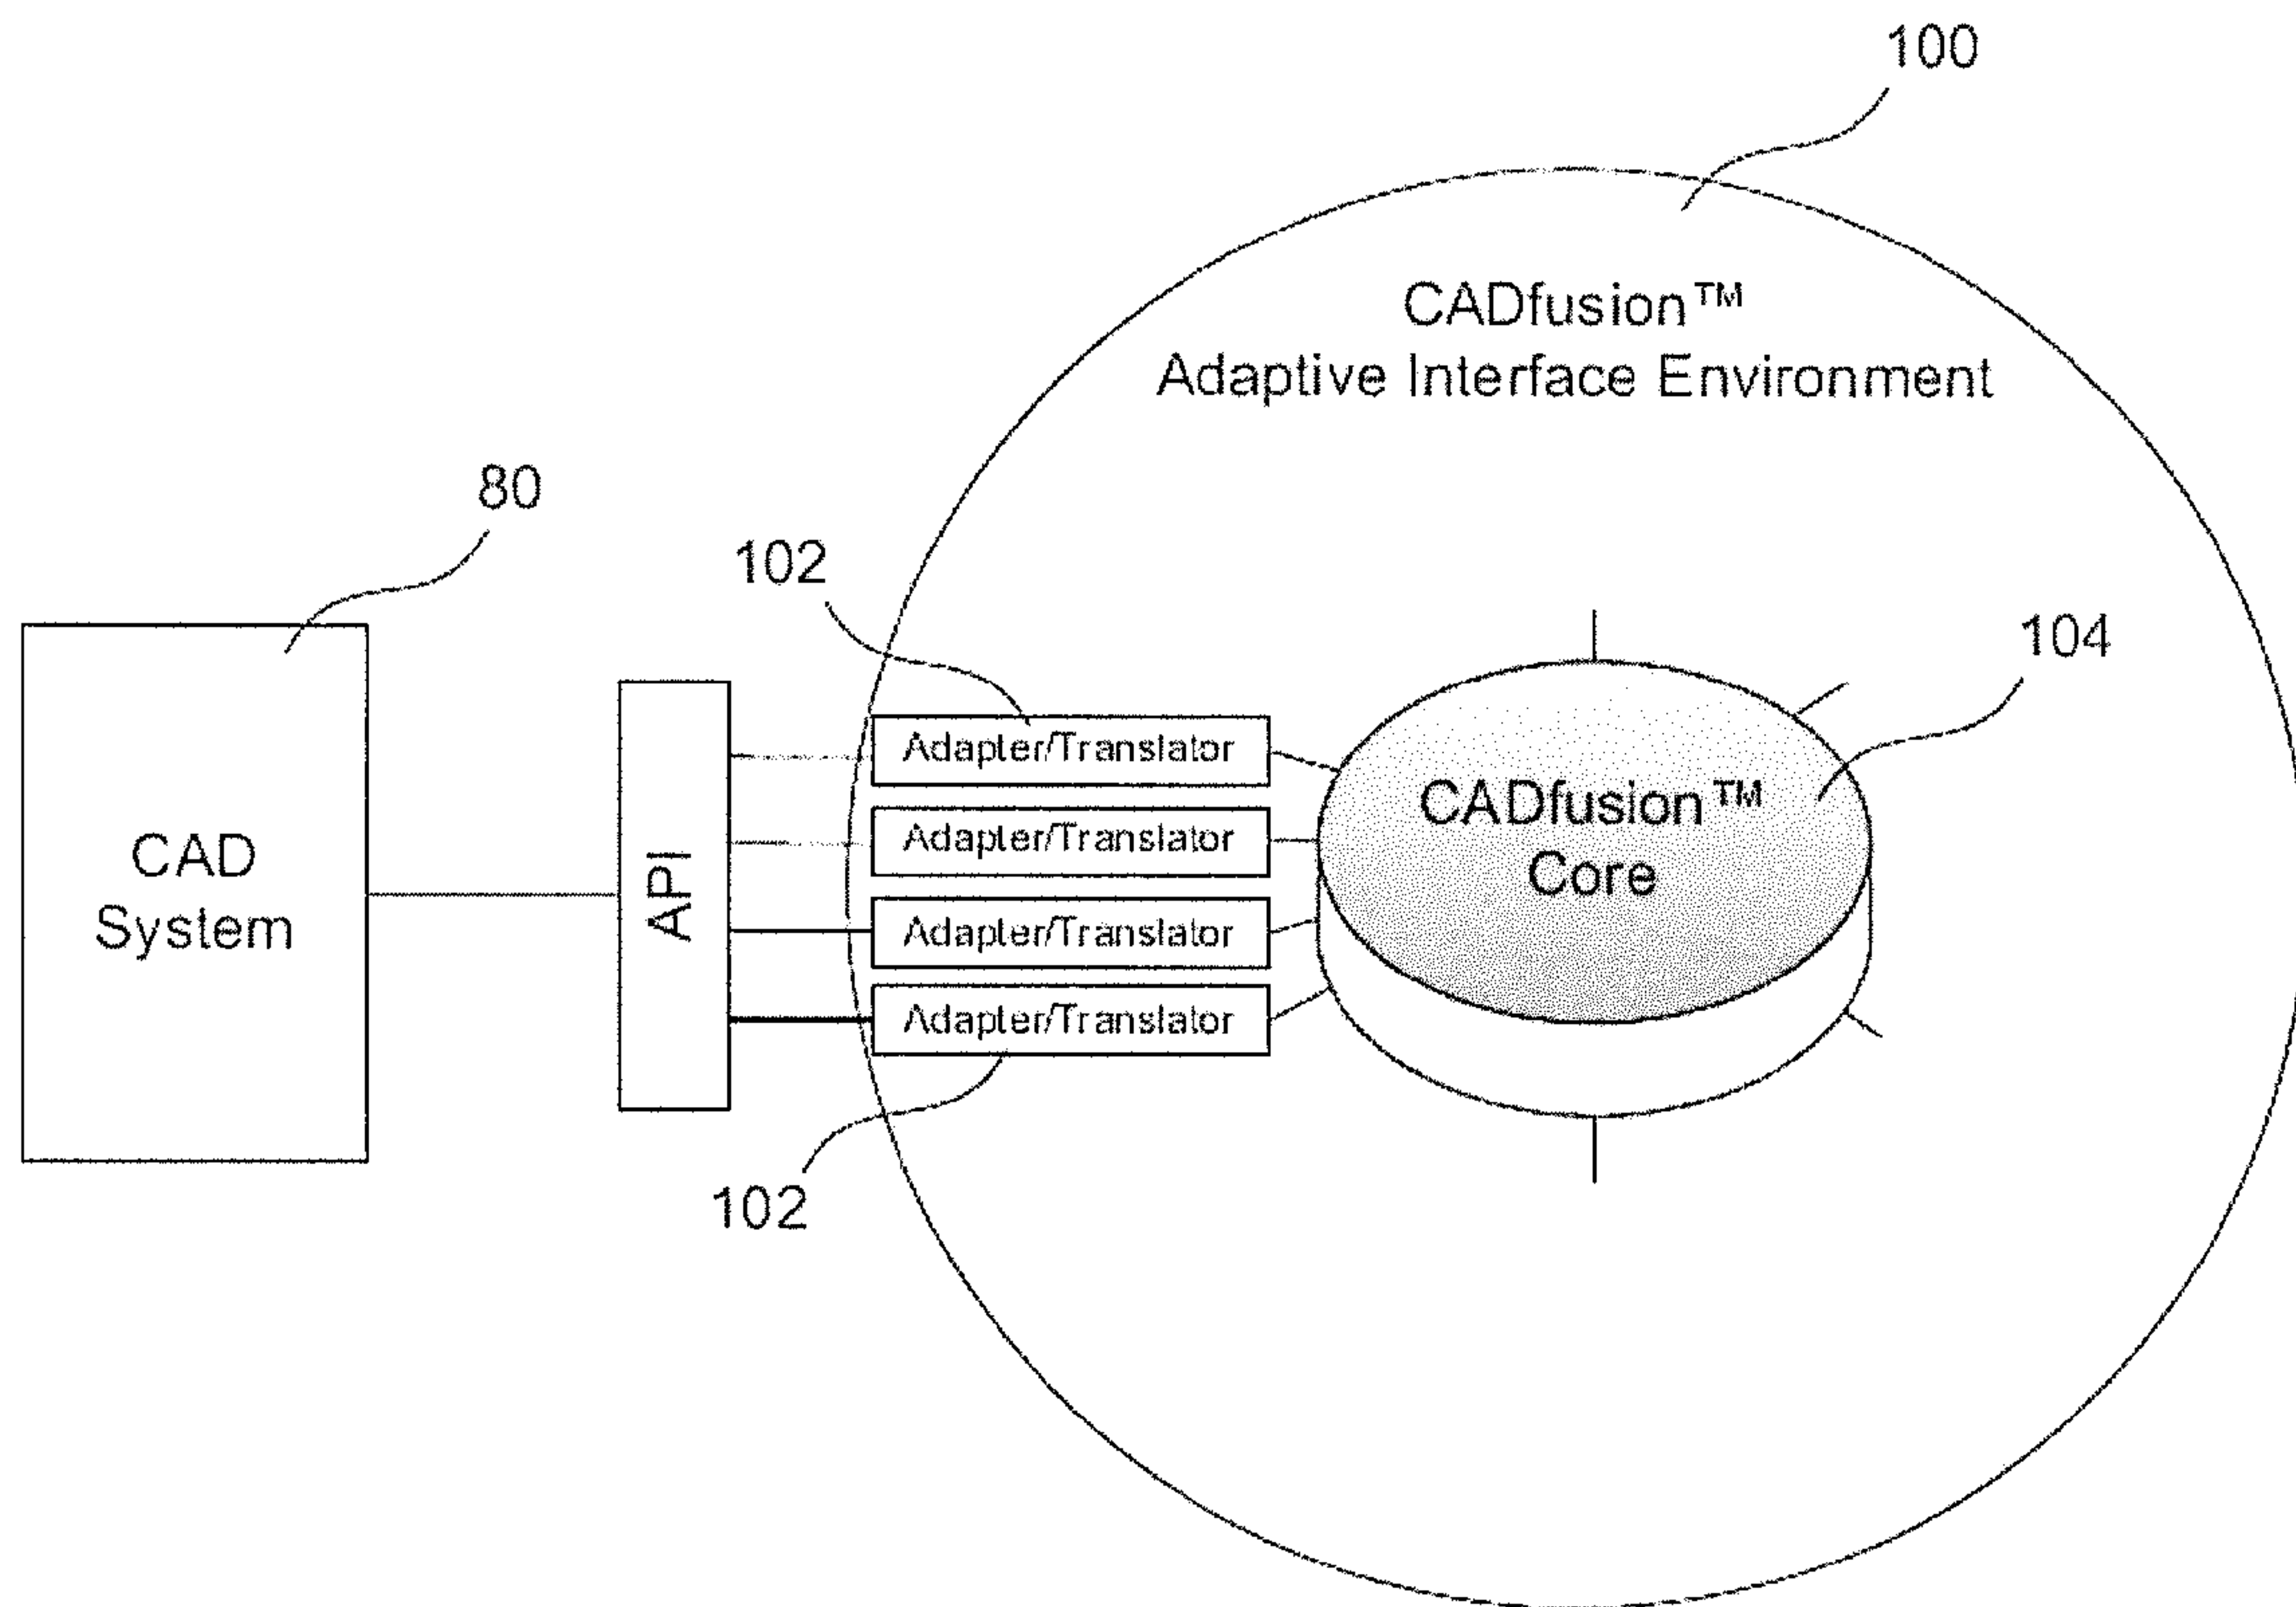 100
CADfusion™
Adaptive Interface Environment
80
102
104
CAD
System
API
Adapter/Translator
Adapter/Translator
Adapter/Translator
Adapter/Translator
CADfusion™
Core
102